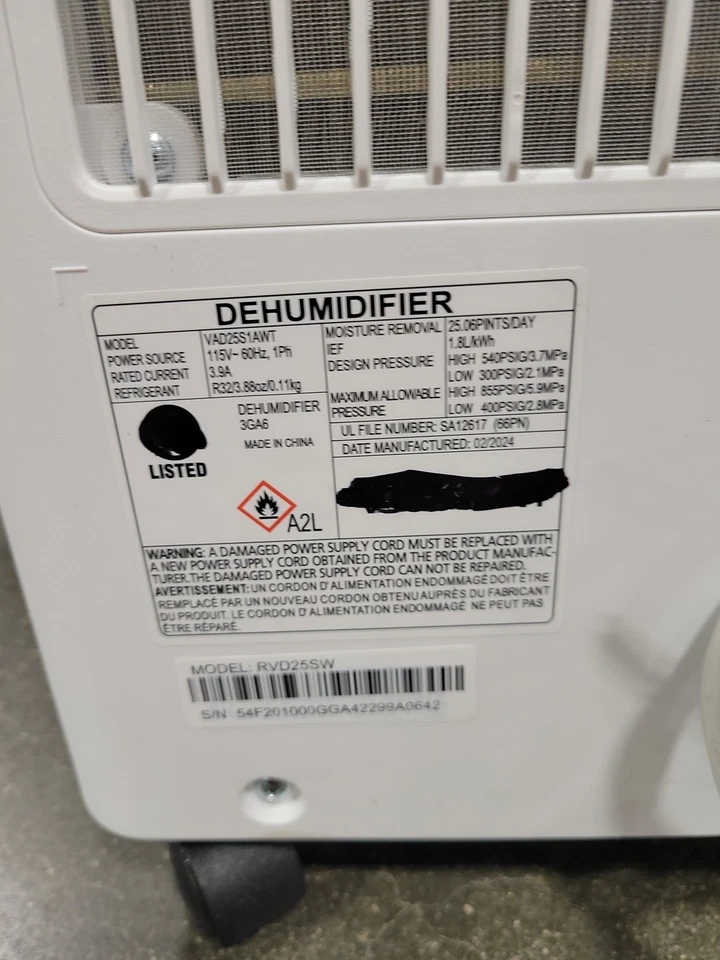 DEHUMIDIFIER
MODEL VAD25S1AWT
POWER SOURCE 115V~ 60Hz, 1Ph
RATED CURRENT 3.9A
REFRIGERANT R32/3.88oz/0.11kg
MOISTURE REMOVAL 25.06PINTS/DAY
IEF 1.8L/kWh
DESIGN PRESSURE HIGH 540PSIG/3.7MPa
LOW 300PSIG/2.1MPa
MAXIMUM ALLOWABLE HIGH 855PSIG/5.9MPa
PRESSURE LOW 400PSIG/2.8MPa
DEHUMIDIFIER
3GA6
MADE IN CHINA
LISTED
A2L
UL FILE NUMBER: SA12617 (66PN)
DATE MANUFACTURED: 02/2024
WARNING: A DAMAGED POWER SUPPLY CORD MUST BE REPLACED WITH
A NEW POWER SUPPLY CORD OBTAINED FROM THE PRODUCT MANUFAC-
TURER.THE DAMAGED POWER SUPPLY CORD CAN NOT BE REPAIRED.
AVERTISSEMENT: UN CORDON D'ALIMENTATION ENDOMMAGÉ DOIT ÊTRE
REMPLACÉ PAR UN NOUVEAU CORDON OBTENU AUPRÈS DU FABRICANT
DU PRODUIT. LE CORDON D'ALIMENTATION ENDOMMAGÉ NE PEUT PAS
ÊTRE RÉPARÉ.
MODEL: RVD25SW
S/N 54F201000GGA42299A0642